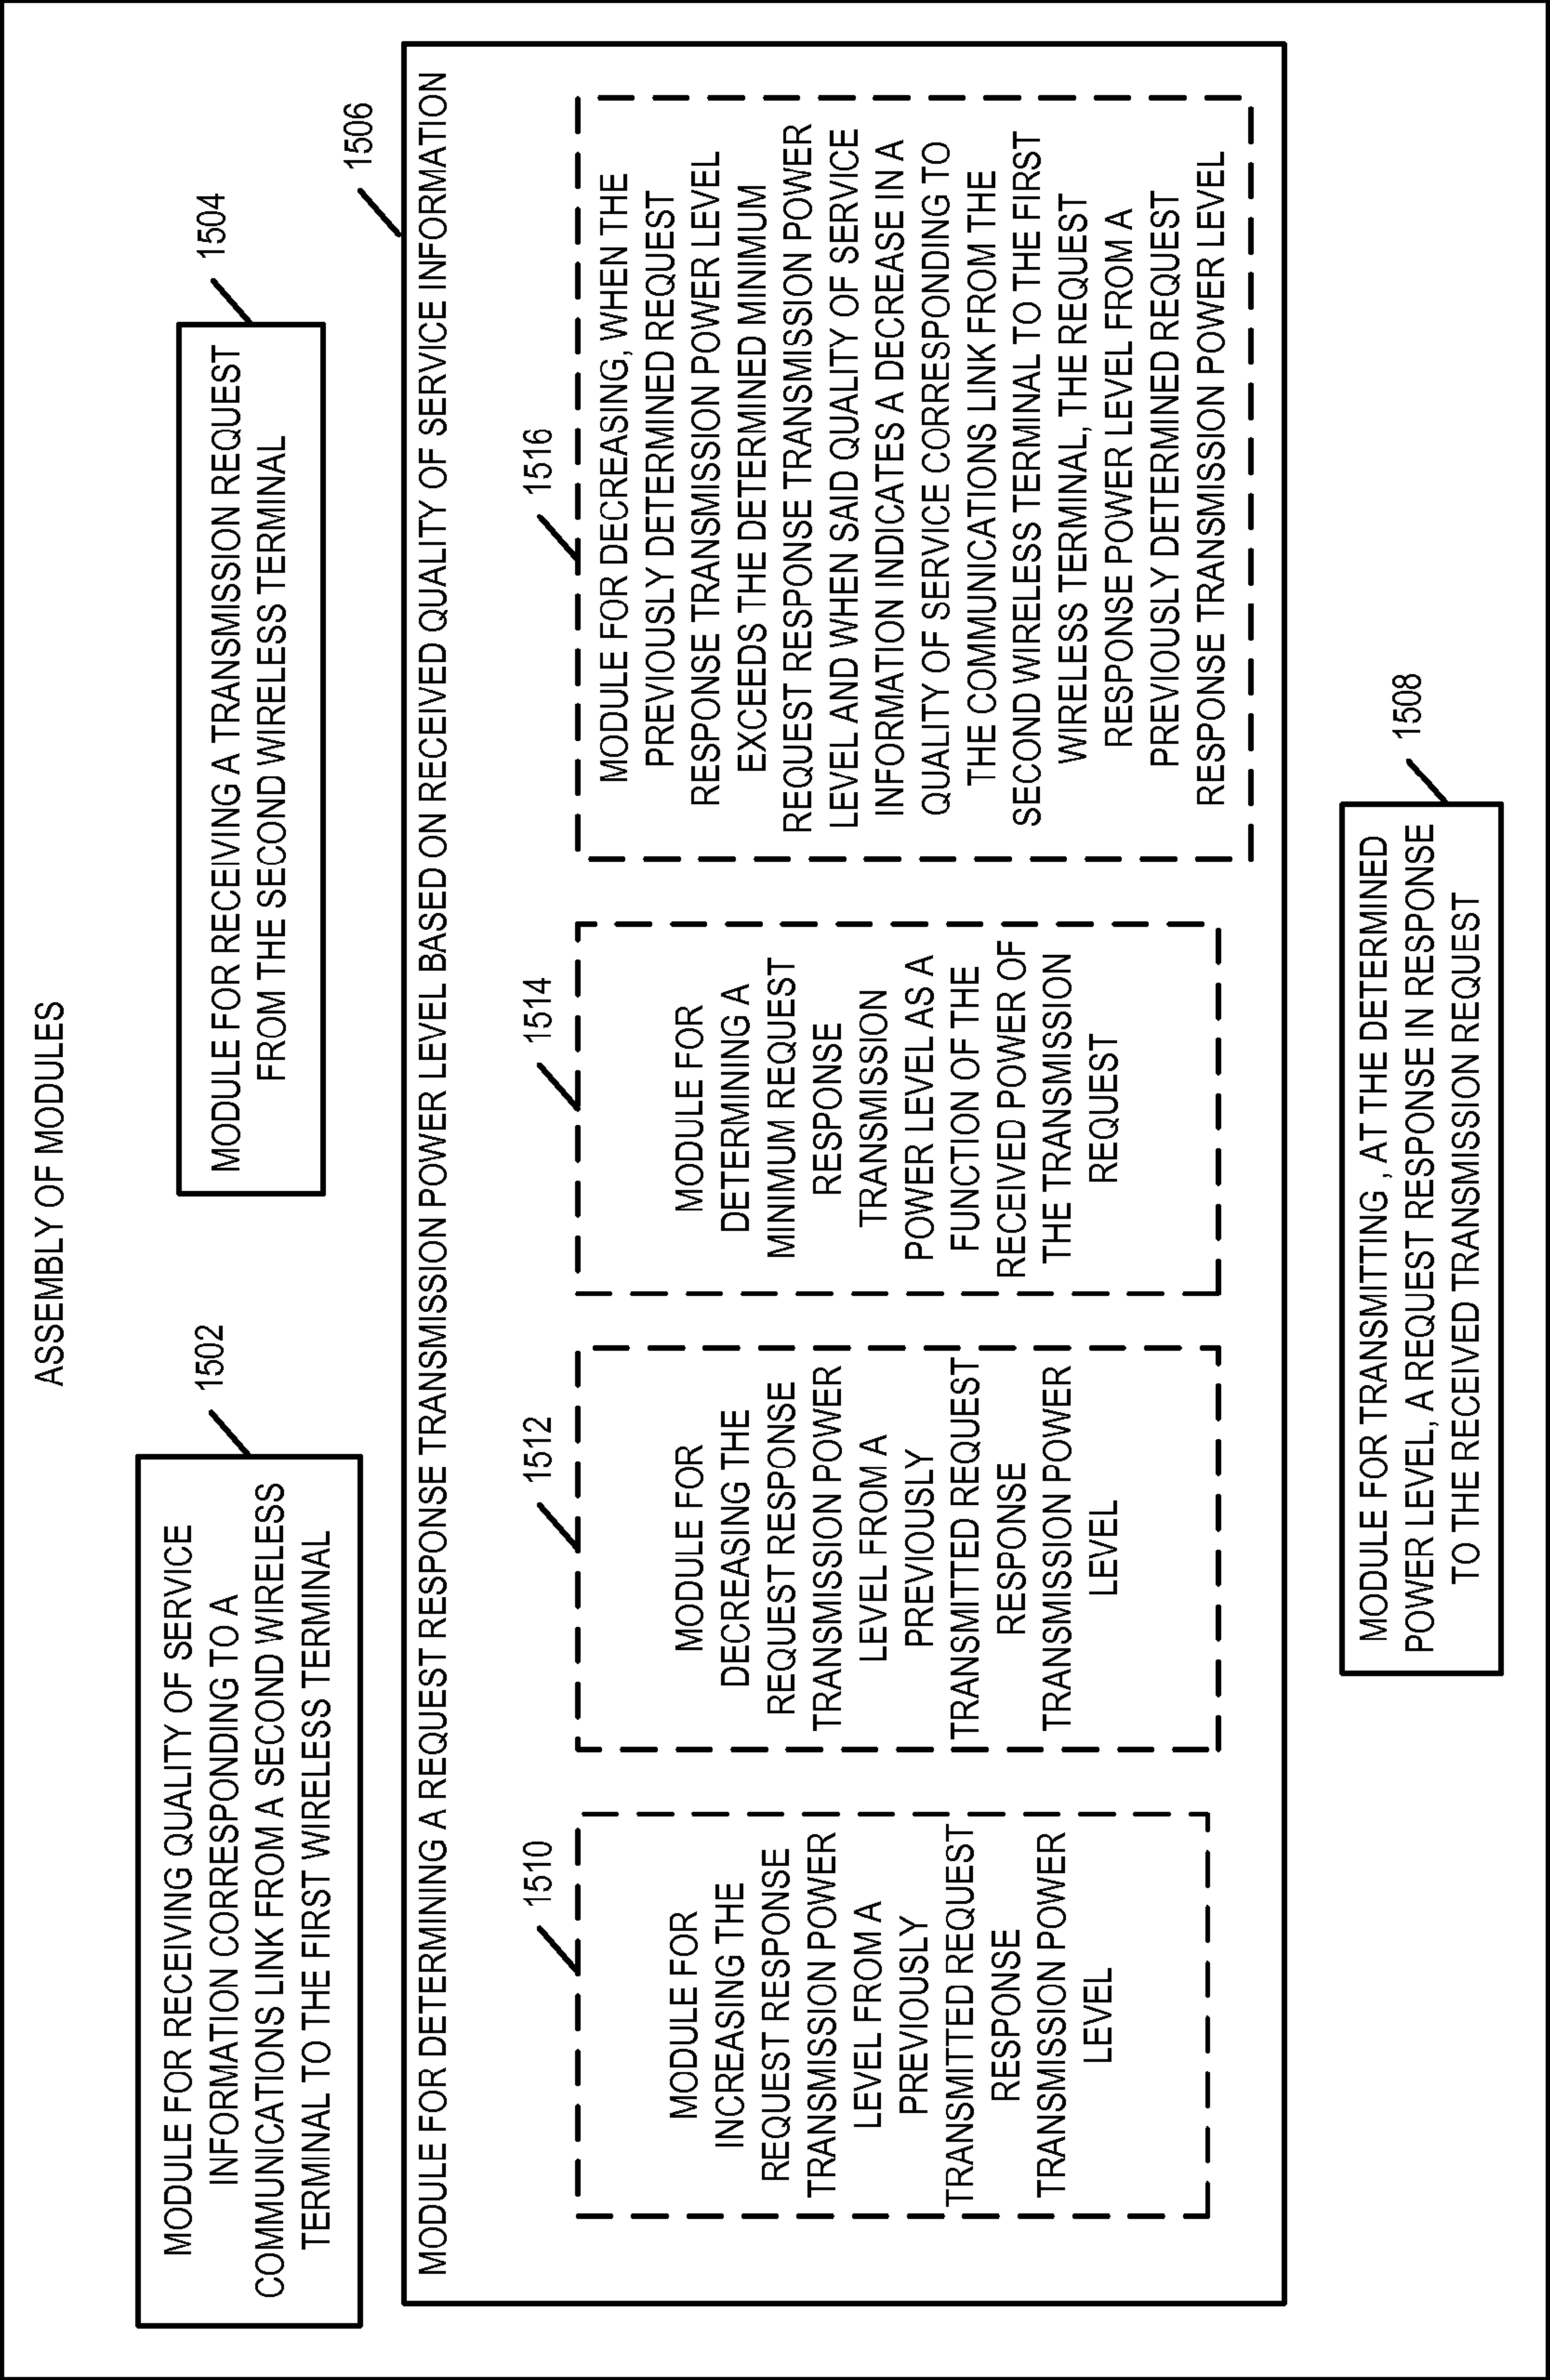 ASSEMBLY OF MODULES
1502
MODULE FOR RECEIVING QUALITY OF SERVICE
INFORMATION CORRESPONDING TO A
COMMUNICATIONS LINK FROM A SECOND WIRELESS
TERMINAL TO THE FIRST WIRELESS TERMINAL
1504
MODULE FOR RECEIVING A TRANSMISSION REQUEST
FROM THE SECOND WIRELESS TERMINAL
1506
MODULE FOR DETERMINING A REQUEST RESPONSE TRANSMISSION POWER LEVEL BASED ON RECEIVED QUALITY OF SERVICE INFORMATION
1510
MODULE FOR
INCREASING THE
REQUEST RESPONSE
TRANSMISSION POWER
LEVEL FROM A
PREVIOUSLY
TRANSMITTED REQUEST
RESPONSE
TRANSMISSION POWER
LEVEL
1512
MODULE FOR
DECREASING THE
REQUEST RESPONSE
TRANSMISSION POWER
LEVEL FROM A
PREVIOUSLY
TRANSMITTED REQUEST
RESPONSE
TRANSMISSION POWER
LEVEL
1514
MODULE FOR
DETERMINING A
MINIMUM REQUEST
RESPONSE
TRANSMISSION
POWER LEVEL AS A
FUNCTION OF THE
RECEIVED POWER OF
THE TRANSMISSION
REQUEST
1516
MODULE FOR DECREASING, WHEN THE
PREVIOUSLY DETERMINED REQUEST
RESPONSE TRANSMISSION POWER LEVEL
EXCEEDS THE DETERMINED MINIMUM
REQUEST RESPONSE TRANSMISSION POWER
LEVEL AND WHEN SAID QUALITY OF SERVICE
INFORMATION INDICATES A DECREASE IN A
QUALITY OF SERVICE CORRESPONDING TO
THE COMMUNICATIONS LINK FROM THE
SECOND WIRELESS TERMINAL TO THE FIRST
WIRELESS TERMINAL, THE REQUEST
RESPONSE POWER LEVEL FROM A
PREVIOUSLY DETERMINED REQUEST
RESPONSE TRANSMISSION POWER LEVEL
1508
MODULE FOR TRANSMITTING , AT THE DETERMINED
POWER LEVEL, A REQUEST RESPONSE IN RESPONSE
TO THE RECEIVED TRANSMISSION REQUEST